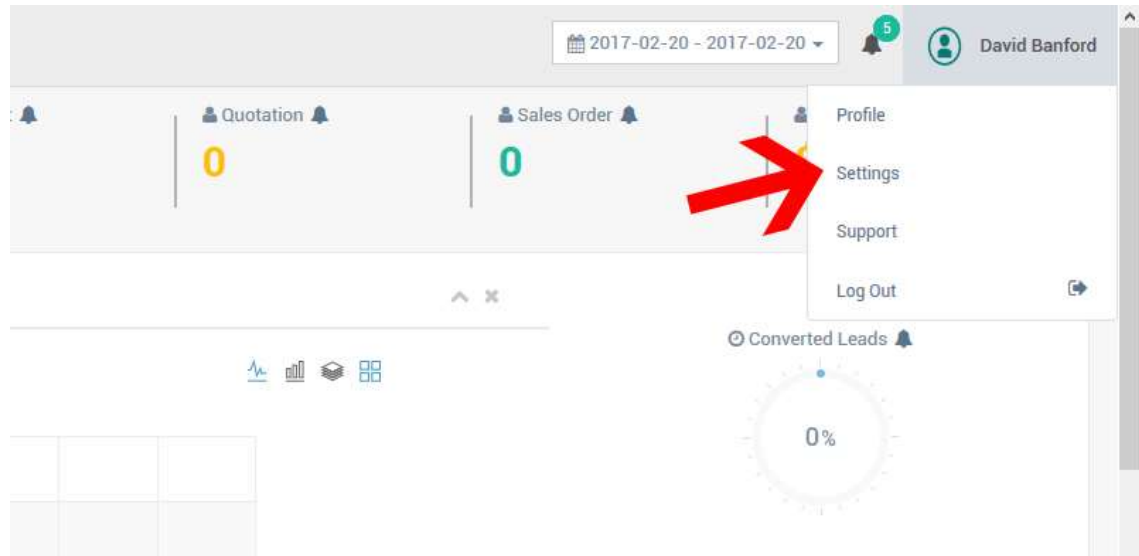 2017-02-20 - 2017-02-20
5
David Banford
Quotation
0
Sales Order
0
Profile
Settings
Support
Log Out
Converted Leads
0%